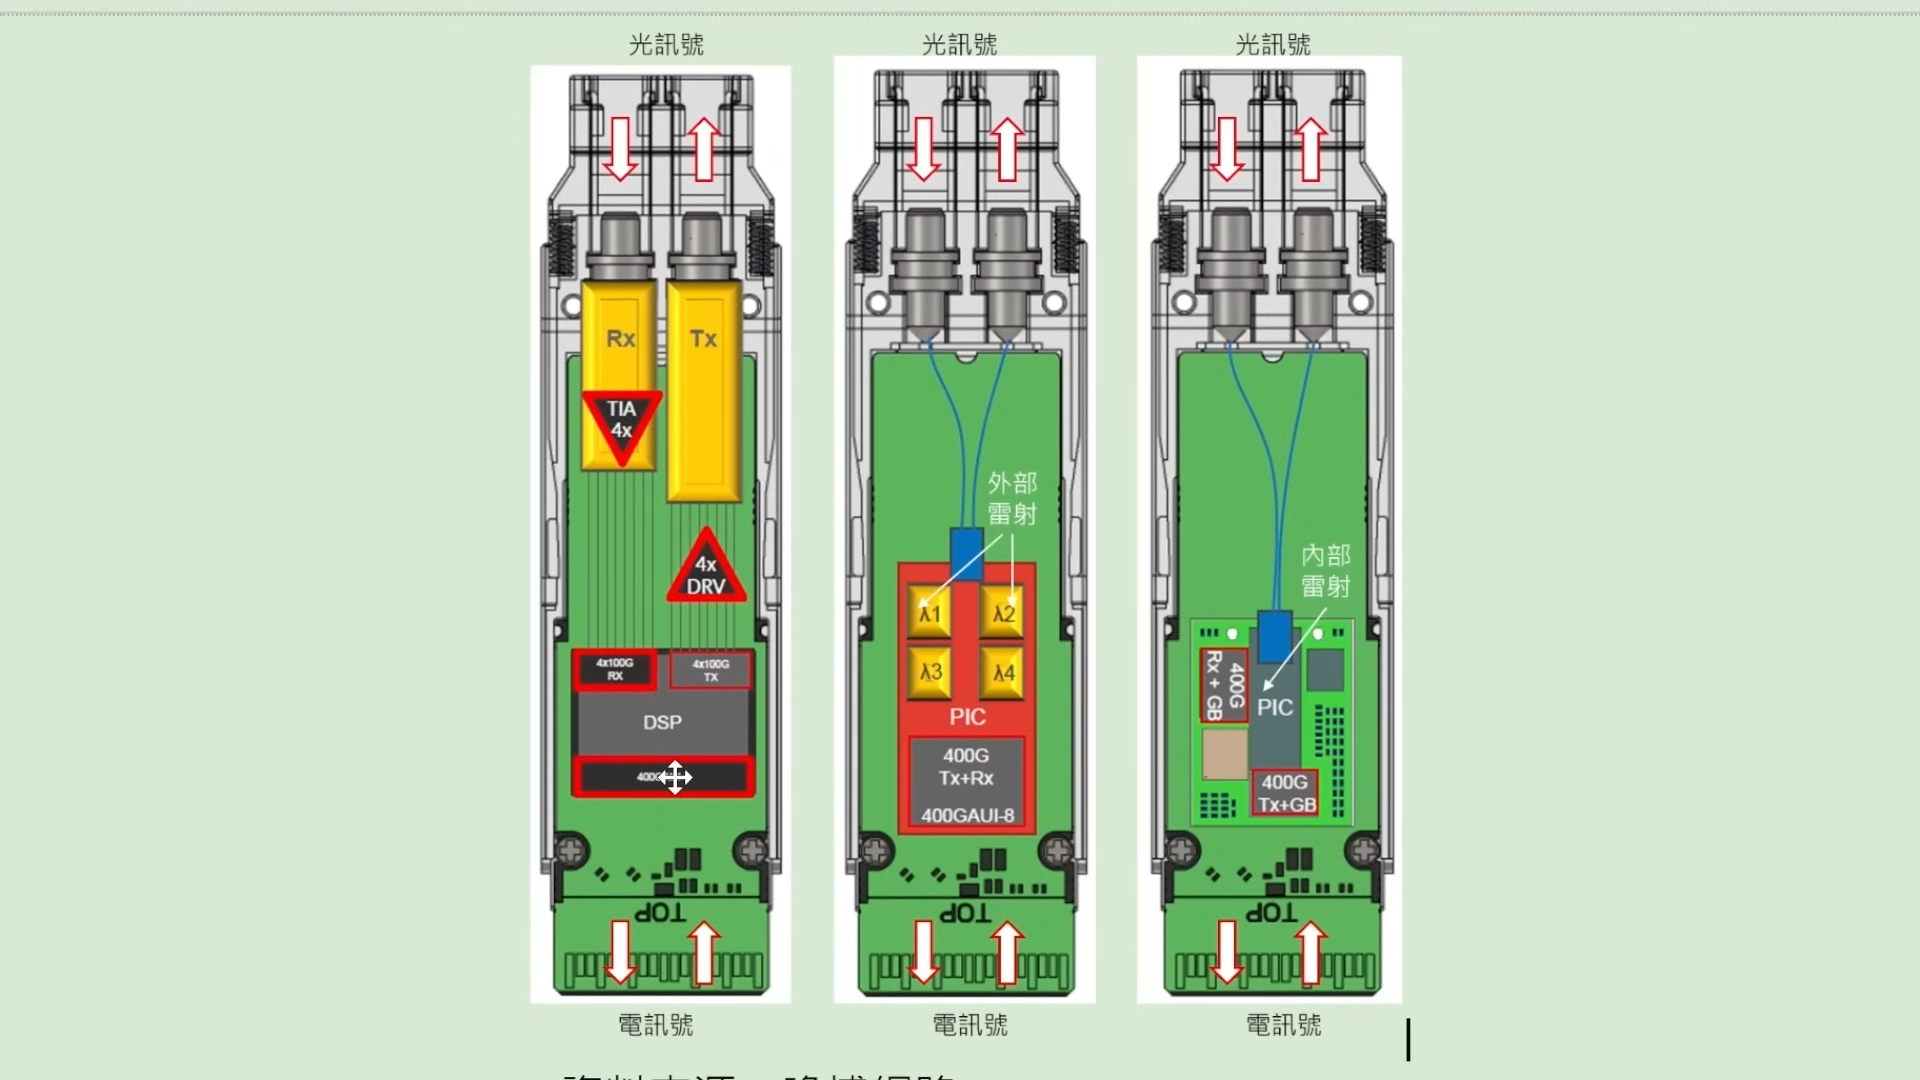 光訊號
光訊號
光訊號
Rx
Tx
TIA
4x
4x
DRV
4x100G
RX
4x100G
TX
DSP
TOP
外部
雷射
λ1
λ2
λ3
λ4
PIC
400G
Tx+Rx
400GAUI-8
TOP
內部
雷射
400G
Rx + GB
PIC
400G
Tx+GB
TOP
電訊號
電訊號
電訊號